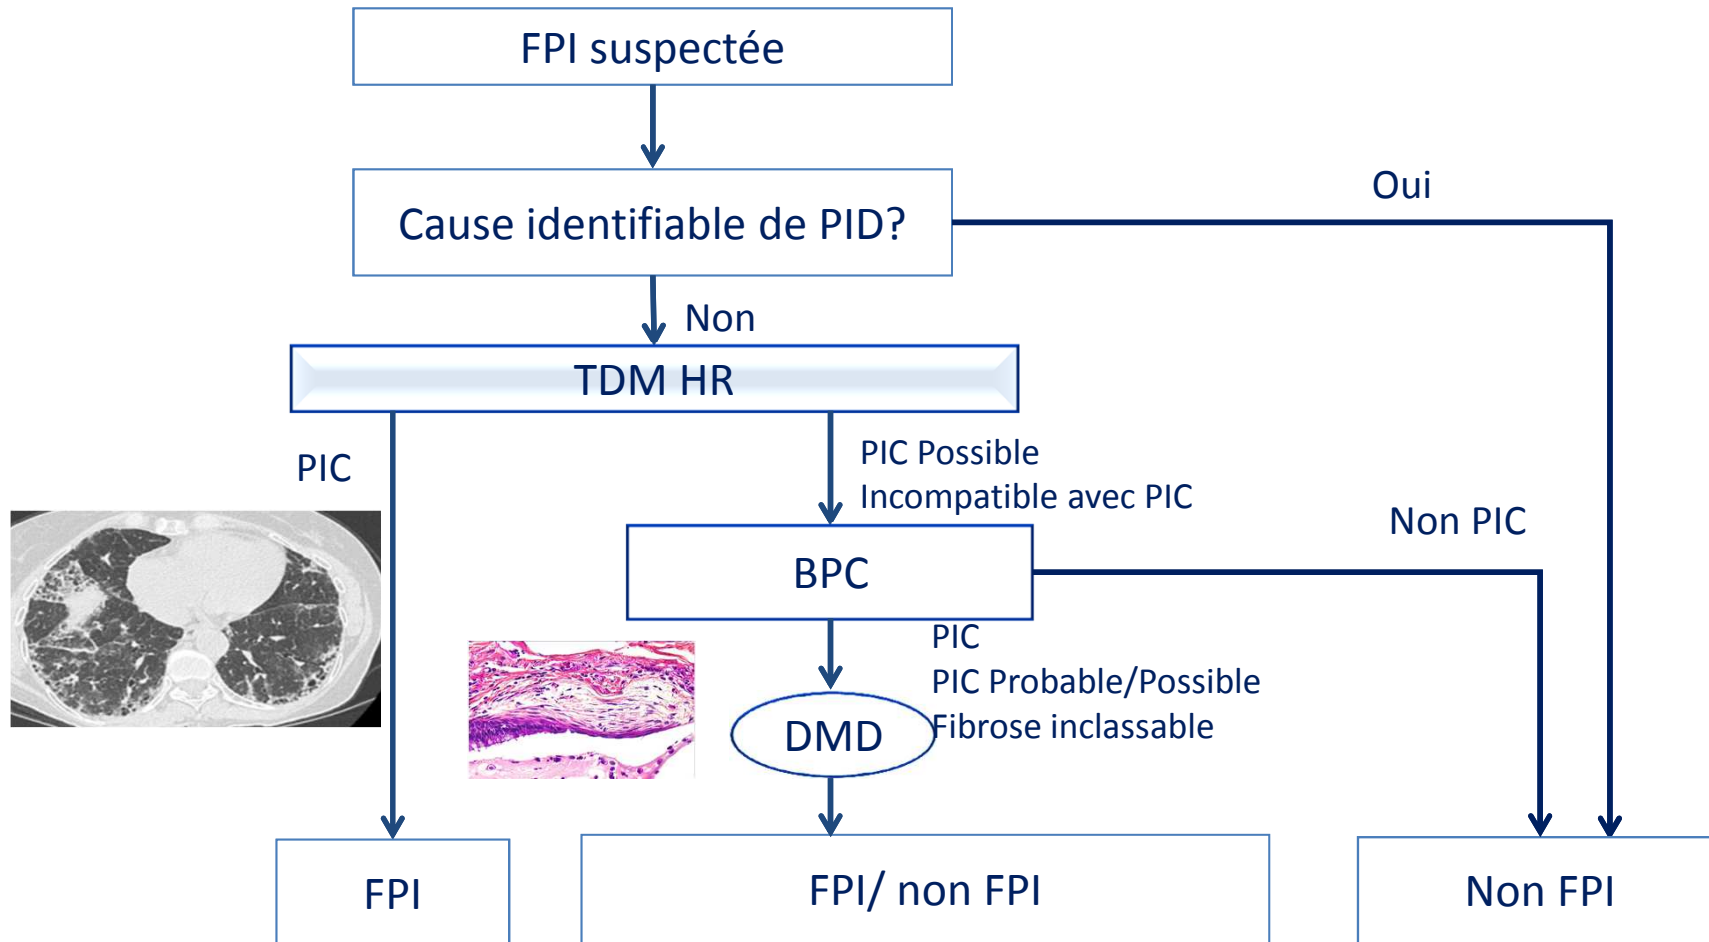 FPI suspectée
Oui
Cause identifiable de PID?
Non
TDM HR
PIC
PIC Possible
Incompatible avec PIC
Non PIC
BPC
PIC
PIC Probable/Possible
Fibrose inclassable
DMD
FPI
FPI/ non FPI
Non FPI